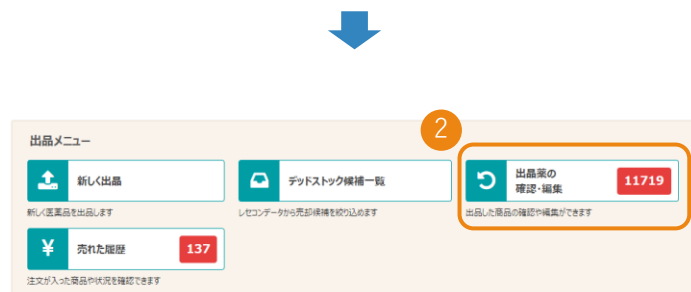 2
出品メニュー
新しく出品
デッドストック候補一覧
出品薬の
確認・編集
11719
新しく医薬品を出品します
レセコンデータから売却候補を絞り込めます
出品した商品の確認や編集ができます
売れた履歴
137
注文が入った商品や状況を確認できます